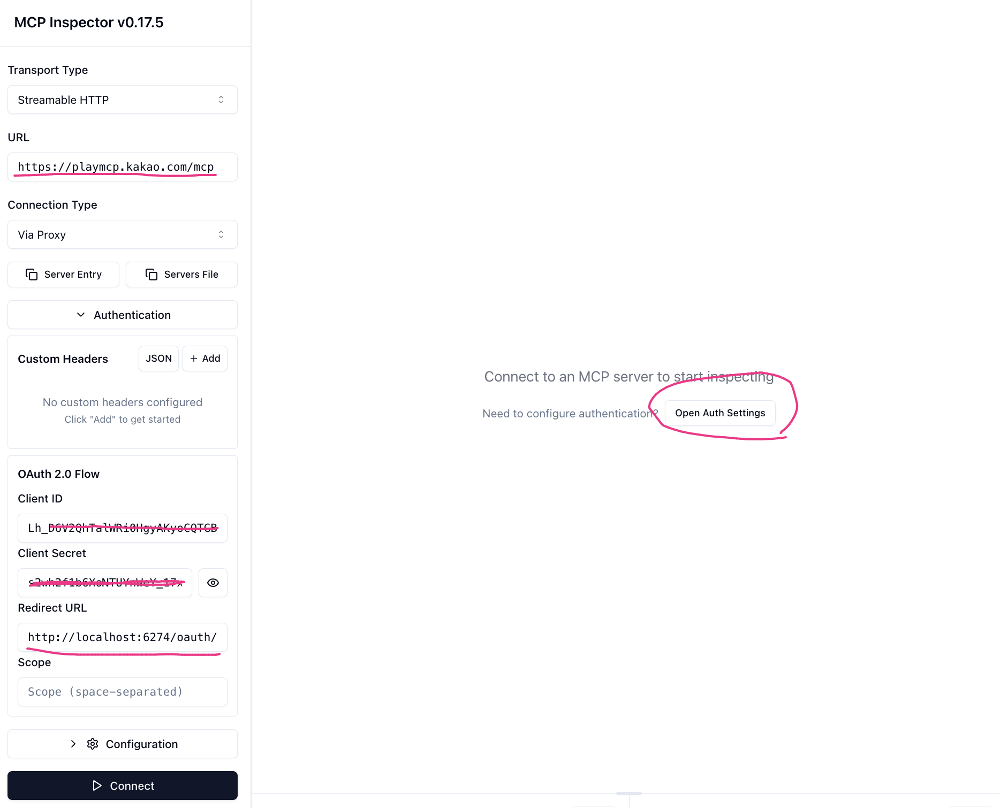 MCP Inspector v0.17.5
Transport Type
Streamable HTTP
URL
https://playmcp.kakao.com/mcp
Connection Type
Via Proxy
Server Entry
Servers File
Authentication
Custom Headers
JSON
+ Add
No custom headers configured
Click "Add" to get started
OAuth 2.0 Flow
Client ID
Client Secret
Redirect URL
http://localhost:6274/oauth/
Scope
Scope (space-separated)
Configuration
Connect
Connect to an MCP server to start inspecting
Need to configure authentication?
Open Auth Settings